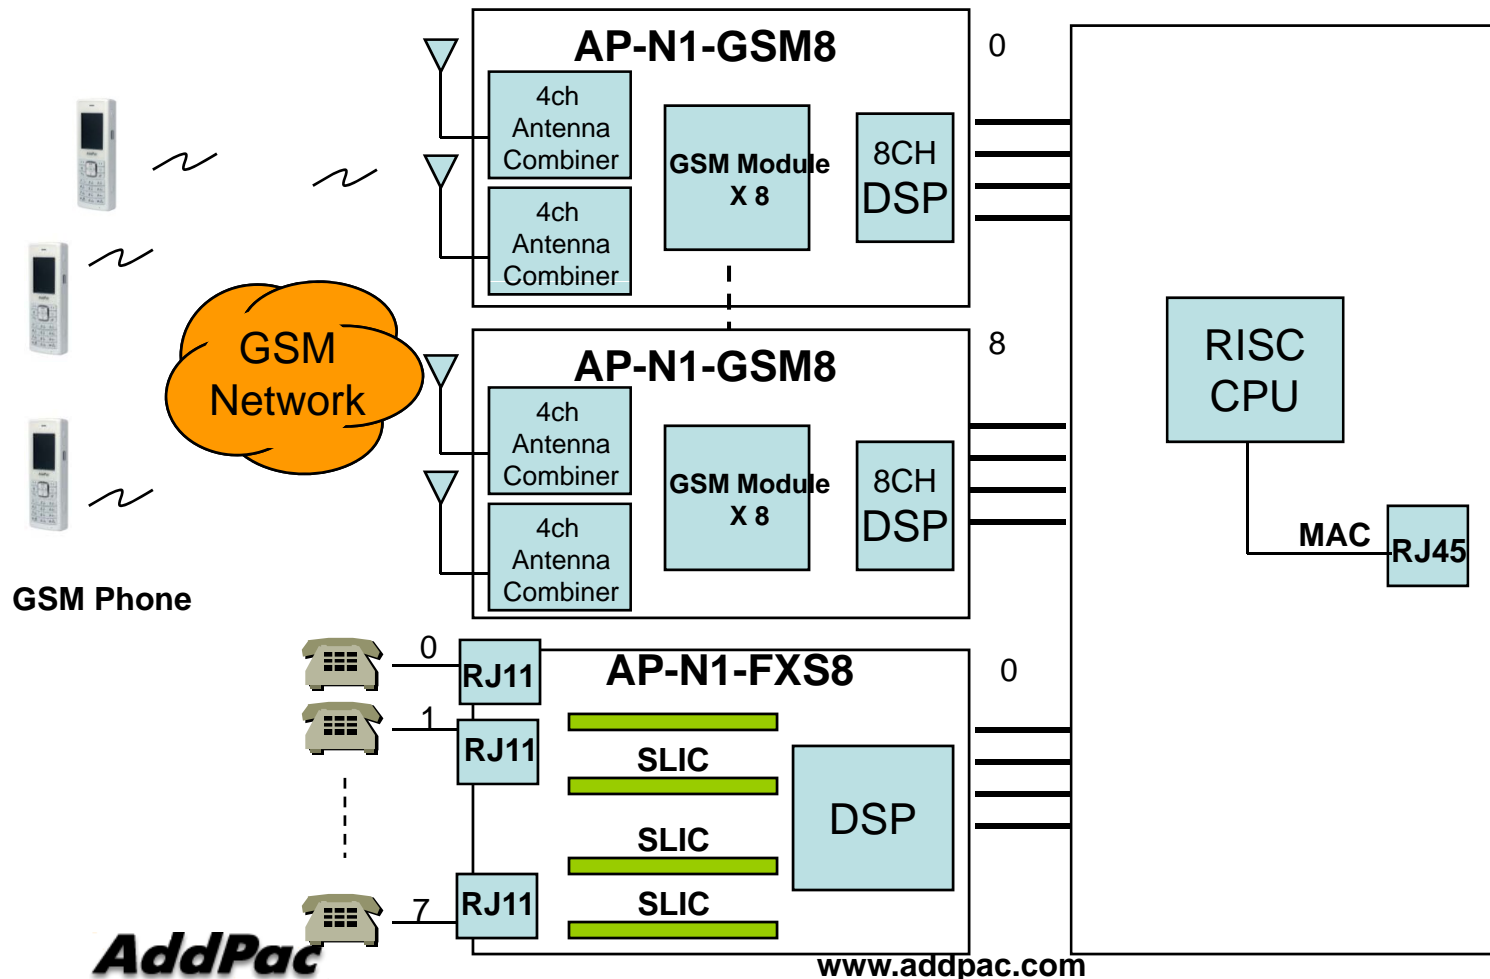 AP-N1-GSM8
0
4ch
Antenna
Combiner
4ch
Antenna
Combiner
GSM Module
X 8
8CH
DSP
GSM
Network
AP-N1-GSM8
8
4ch
Antenna
Combiner
4ch
Antenna
Combiner
GSM Module
X 8
8CH
DSP
RISC
CPU
MAC
RJ45
GSM Phone
0
RJ11
AP-N1-FXS8
0
1
RJ11
SLIC
DSP
SLIC
7
RJ11
SLIC
AddPac
www.addpac.com